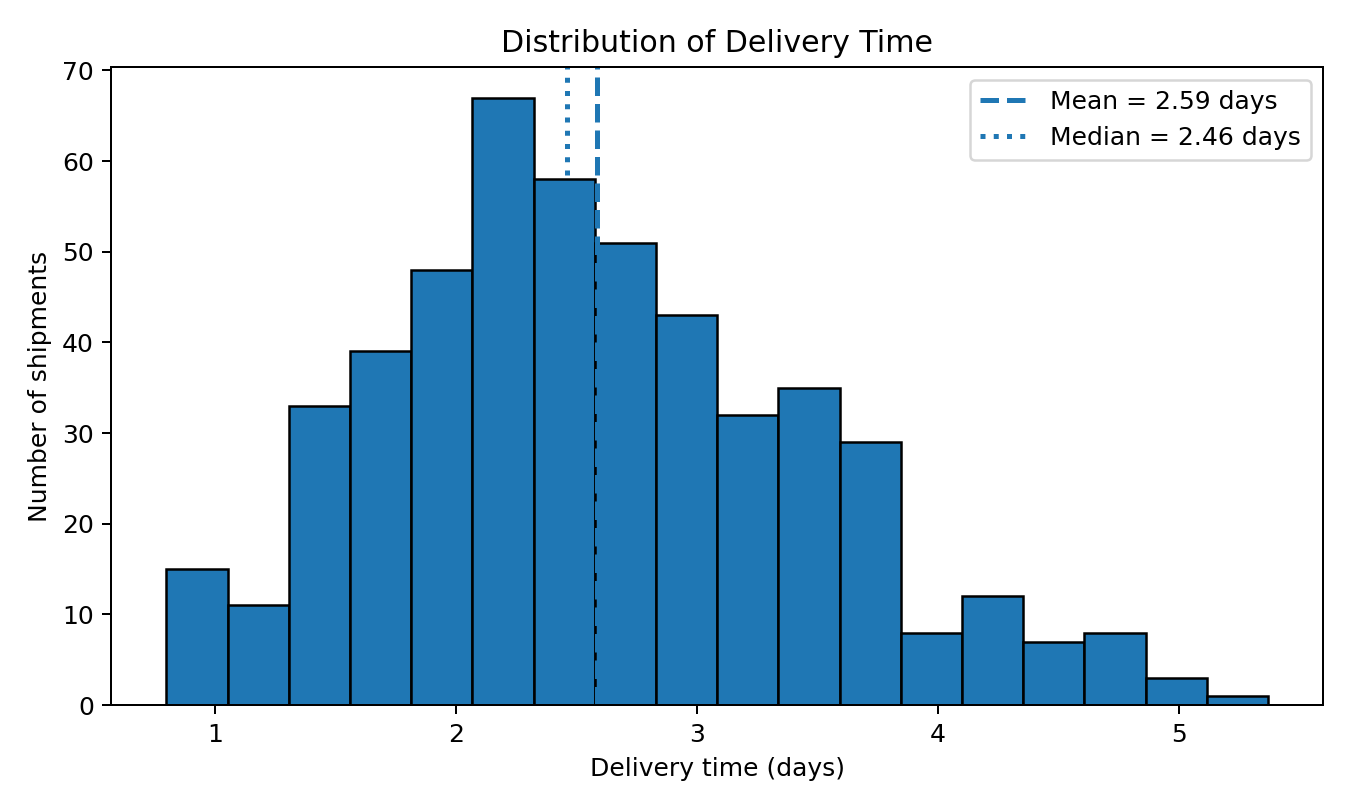 Distribution of Delivery Time
Mean = 2.59 days
Median = 2.46 days
Number of shipments
70
60
50
40
30
20
10
0
1
2
3
4
5
Delivery time (days)